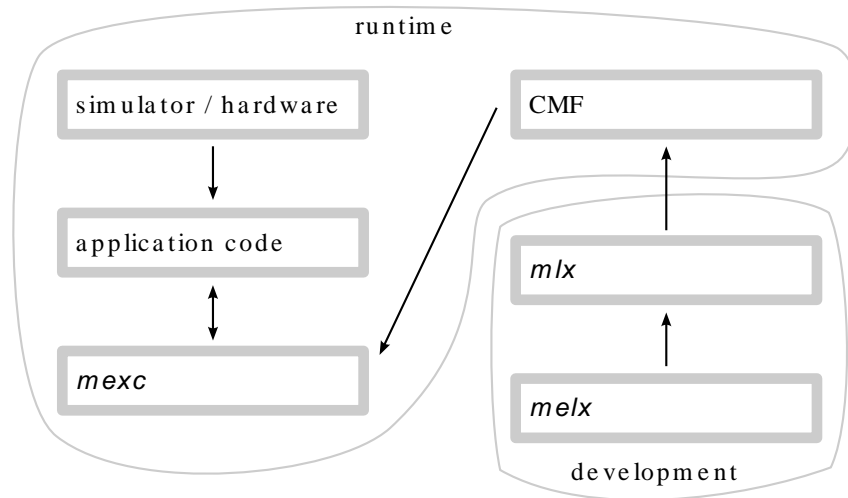 runtime
simulator / hardware
CMF
application code
mlx
mexc
melx
development